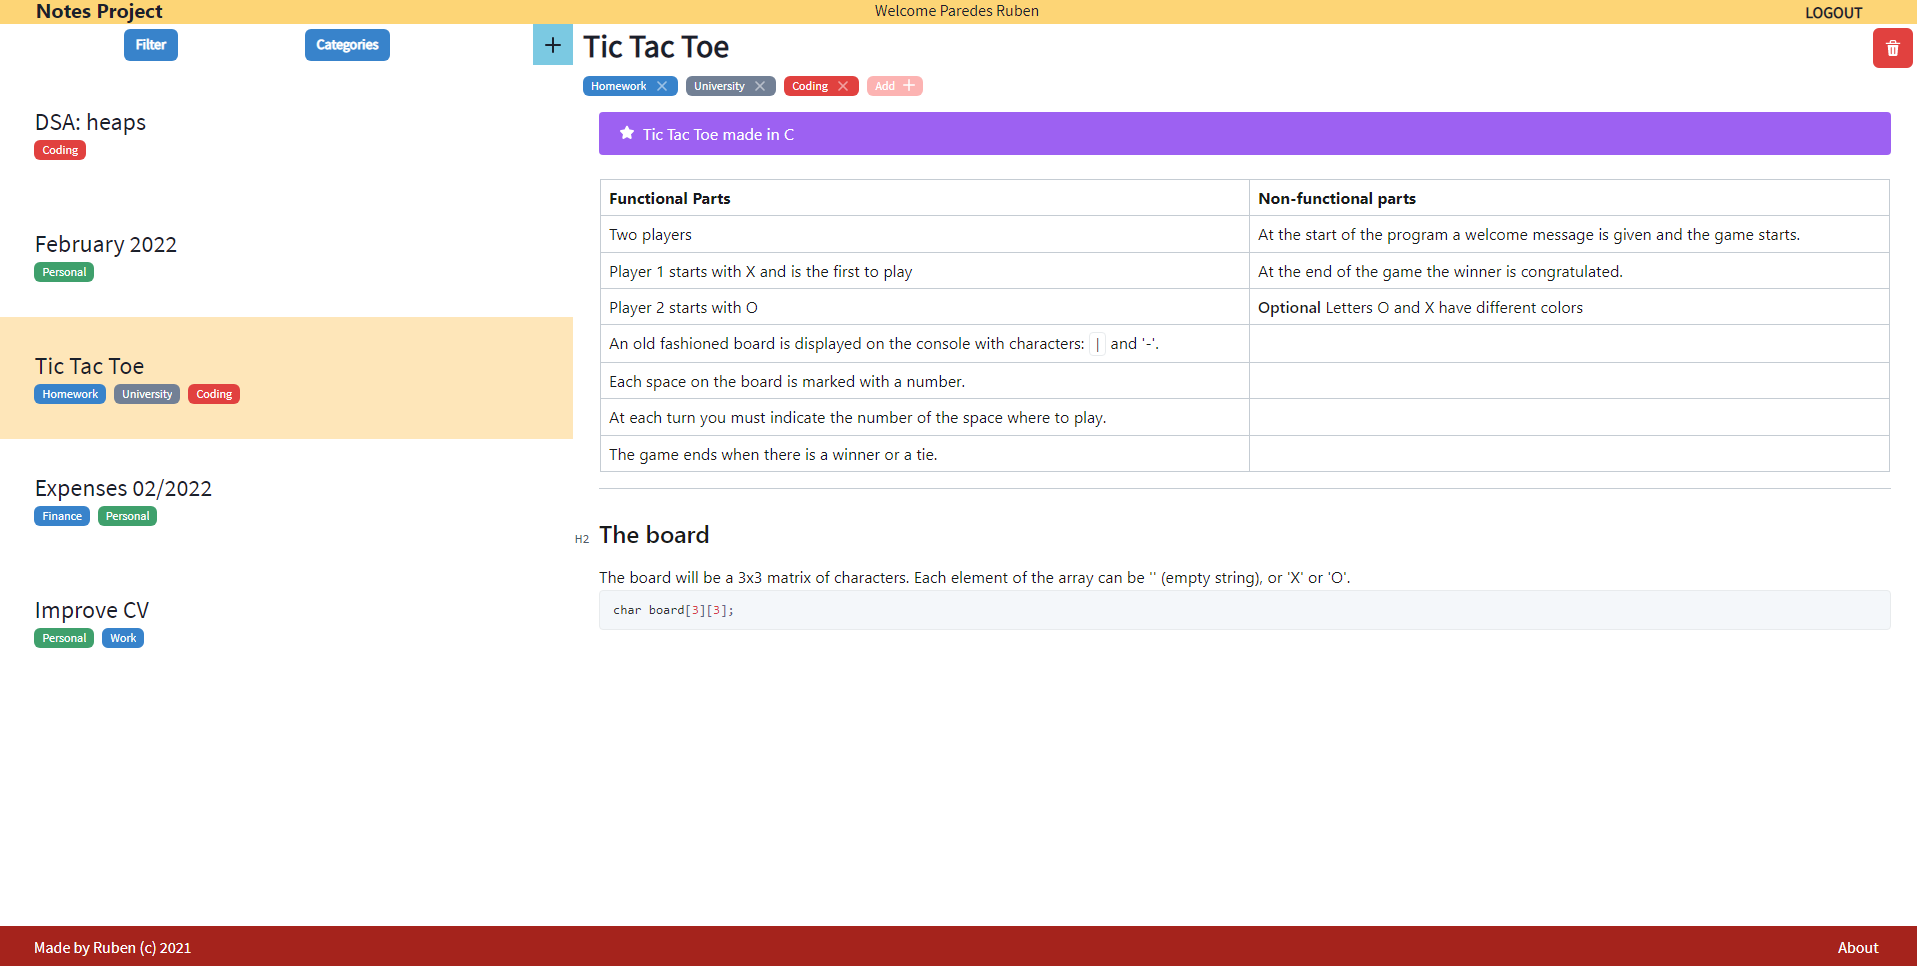 Notes Project
Welcome Paredes Ruben
LOGOUT
Filter
Categories
DSA: heaps
Coding
February 2022
Personal
Tic Tac Toe
Homework University Coding
Expenses 02/2022
Finance Personal
Improve CV
Personal Work
Tic Tac Toe
Homework University Coding Add
Tic Tac Toe made in C
Functional Parts Non-functional parts
Two players At the start of the program a welcome message is given and the game starts.
Player 1 starts with X and is the first to play At the end of the game the winner is congratulated.
Player 2 starts with O Optional Letters O and X have different colors
An old fashioned board is displayed on the console with characters: | and '-'.
Each space on the board is marked with a number.
At each turn you must indicate the number of the space where to play.
The game ends when there is a winner or a tie.
H2 The board
The board will be a 3x3 matrix of characters. Each element of the array can be '' (empty string), or 'X' or 'O'.
char board[3][3];
Made by Ruben (c) 2021
About